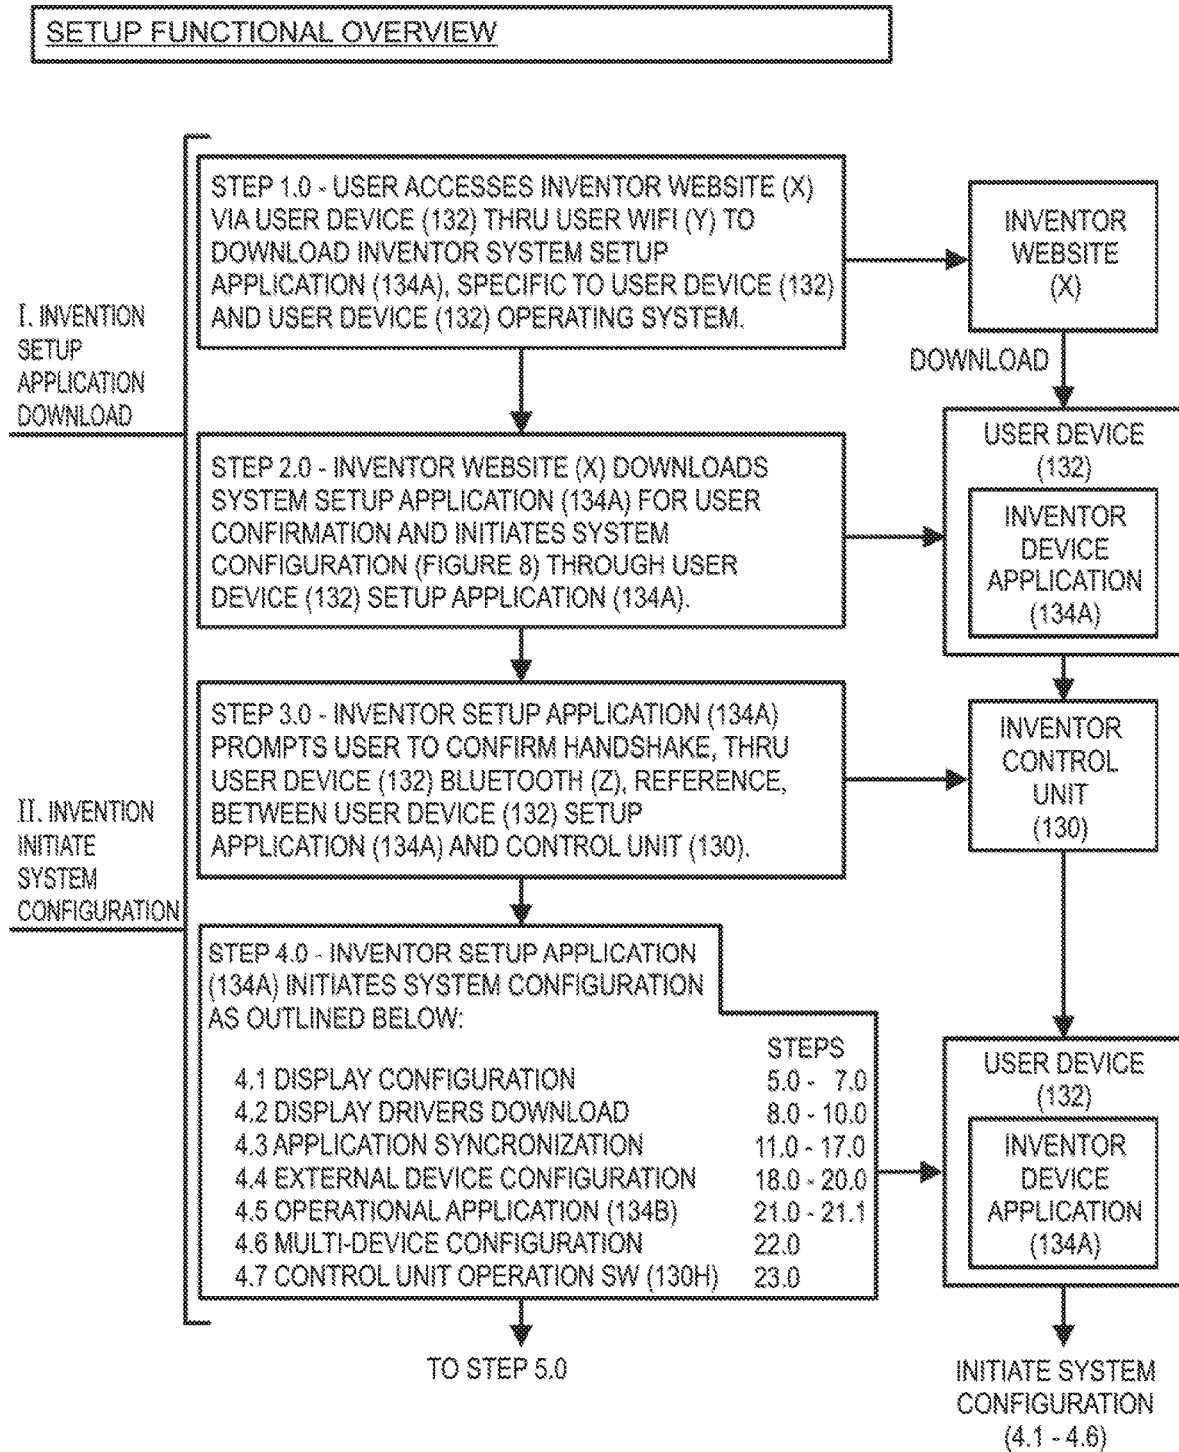 SETUP FUNCTIONAL OVERVIEW
I. INVENTION
SETUP
APPLICATION
DOWNLOAD
STEP 1.0 - USER ACCESSES INVENTOR WEBSITE (X)
VIA USER DEVICE (132) THRU USER WIFI (Y) TO
DOWNLOAD INVENTOR SYSTEM SETUP
APPLICATION (134A), SPECIFIC TO USER DEVICE (132)
AND USER DEVICE (132) OPERATING SYSTEM.
INVENTOR
WEBSITE
(X)
DOWNLOAD
STEP 2.0 - INVENTOR WEBSITE (X) DOWNLOADS
SYSTEM SETUP APPLICATION (134A) FOR USER
CONFIRMATION AND INITIATES SYSTEM
CONFIGURATION (FIGURE 8) THROUGH USER
DEVICE (132) SETUP APPLICATION (134A).
USER DEVICE
(132)
INVENTOR
DEVICE
APPLICATION
(134A)
II. INVENTION
INITIATE
SYSTEM
CONFIGURATION
STEP 3.0 - INVENTOR SETUP APPLICATION (134A)
PROMPTS USER TO CONFIRM HANDSHAKE, THRU
USER DEVICE (132) BLUETOOTH (Z), REFERENCE,
BETWEEN USER DEVICE (132) SETUP
APPLICATION (134A) AND CONTROL UNIT (130).
INVENTOR
CONTROL
UNIT
(130)
STEP 4.0 - INVENTOR SETUP APPLICATION
(134A) INITIATES SYSTEM CONFIGURATION
AS OUTLINED BELOW:
STEPS
4.1 DISPLAY CONFIGURATION 5.0 - 7.0
4.2 DISPLAY DRIVERS DOWNLOAD 8.0 - 10.0
4.3 APPLICATION SYNCRONIZATION 11.0 - 17.0
4.4 EXTERNAL DEVICE CONFIGURATION 18.0 - 20.0
4.5 OPERATIONAL APPLICATION (134B) 21.0 - 21.1
4.6 MULTI-DEVICE CONFIGURATION 22.0
4.7 CONTROL UNIT OPERATION SW (130H) 23.0
USER DEVICE
(132)
INVENTOR
DEVICE
APPLICATION
(134A)
TO STEP 5.0
INITIATE SYSTEM
CONFIGURATION
(4.1 - 4.6)